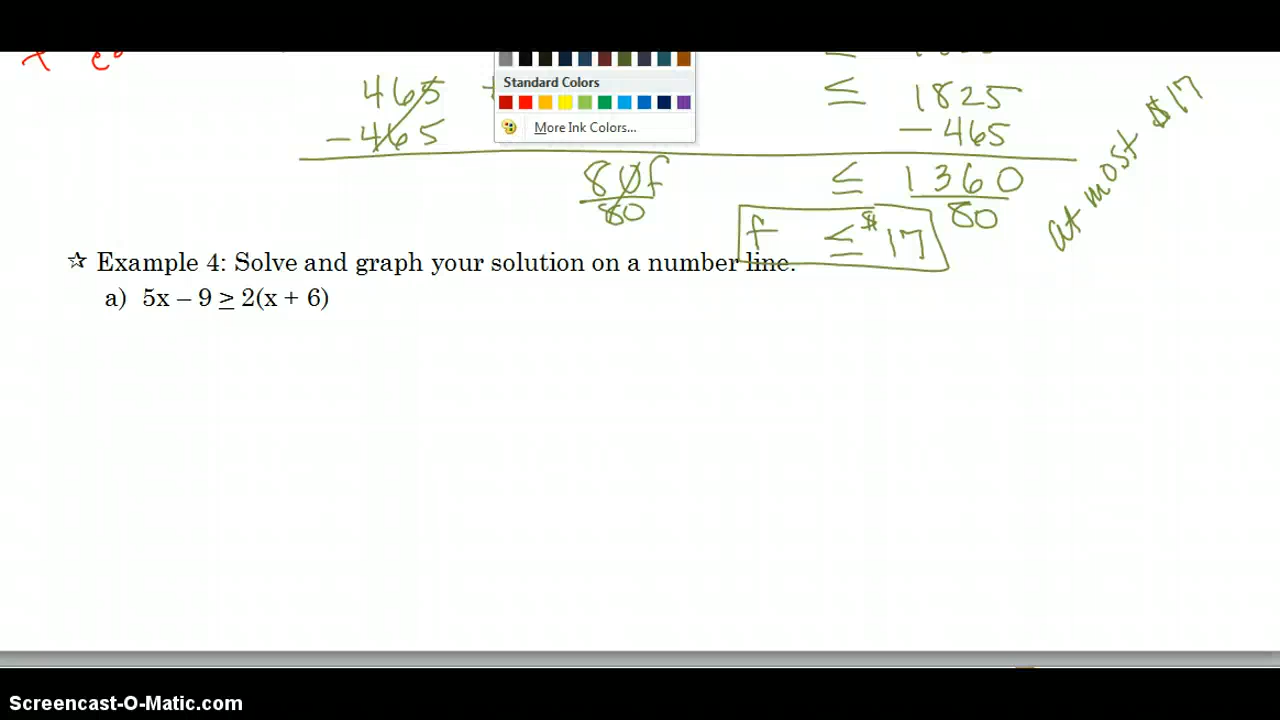 Standard Colors
More Ink Colors...
465 ≤ 1825
– 465 – 465
80f ≤ 1360
80 80
f ≤ $17
at most $17
☆ Example 4: Solve and graph your solution on a number line.
a) 5x – 9 ≥ 2(x + 6)
Screencast-O-Matic.com